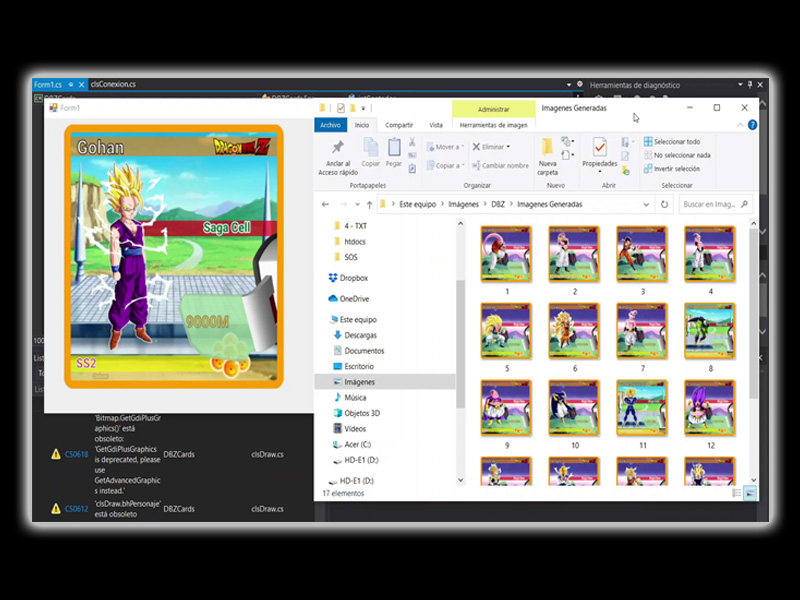 Form1.cs
clsConexion.cs
Herramientas de diagnóstico
Form1
Administrar
Imagenes Generadas
Archivo
Inicio
Compartir
Vista
Herramientas de imagen
Anclar al
Acceso rápido
Copiar
Pegar
Mover a
Copiar a
Eliminar
Cambiar nombre
Nueva
carpeta
Propiedades
Seleccionar todo
No seleccionar nada
Invertir selección
Portapapeles
Organizar
Nuevo
Abrir
Seleccionar
Este equipo > Imágenes > DBZ > Imagenes Generadas
Buscar en Imag...
Gohan
DRAGON BALL Z
Saga Cell
9000M
SS2
4 - TXT
htdocs
SOS
Dropbox
OneDrive
Este equipo
Descargas
Documentos
Escritorio
Imágenes
Música
Objetos 3D
Vídeos
Acer (C:)
HD-E1 (D:)
HD-E1 (D:)
1
2
3
4
5
6
7
8
9
10
11
12
17 elementos
'Bitmap.GetGdiPlusGr
aphics()' está
obsoleto:
'GetGdiPlusGraphics
is deprecated, please
use
GetAdvancedGraphic
s instead.'
CS0618
DBZCards
clsDraw.cs
CS0612
'clsDraw.bhPersonaje'
está obsoleto
DBZCards
clsDraw.cs